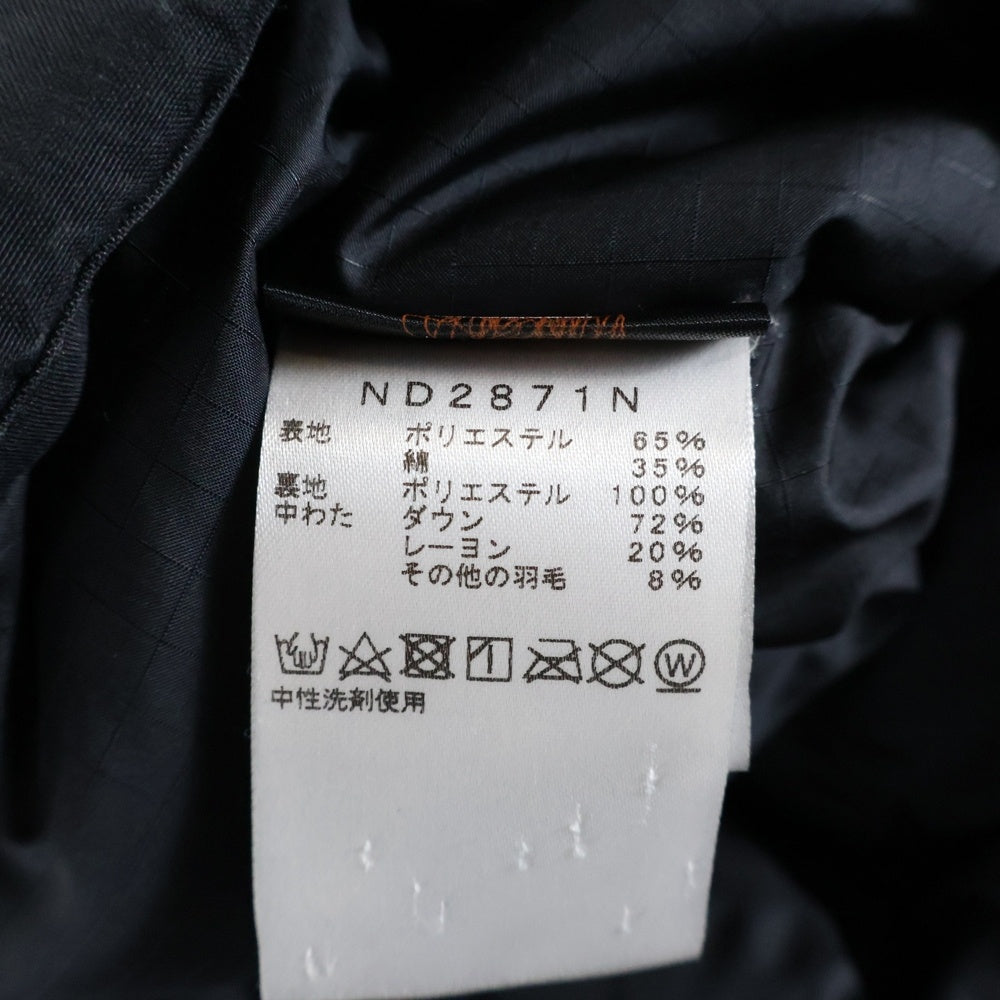 ND2871N
表地 ポリエステル 65%
綿 35%
裏地 ポリエステル 100%
中わた ダウン 72%
レーヨン 20%
その他の羽毛 8%
W
中性洗剤使用